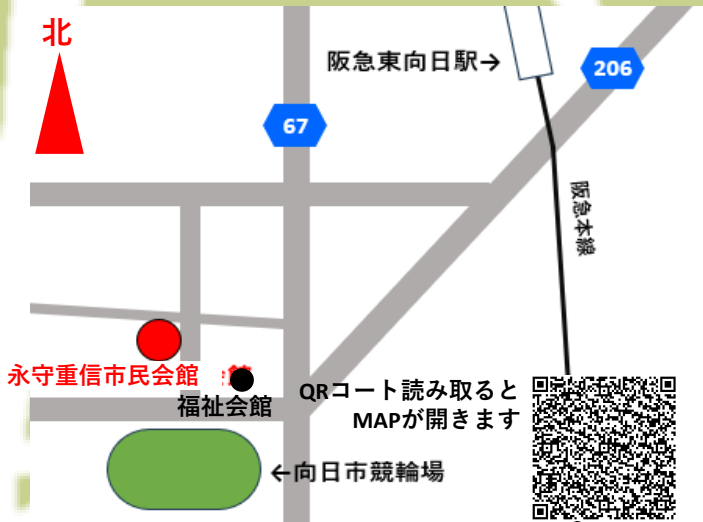 北
阪急東向日駅→
206
67
阪急本線
永守重信市民会館
館
福祉会館
QRコート読み取ると
MAPが開きます
←向日市競輪場